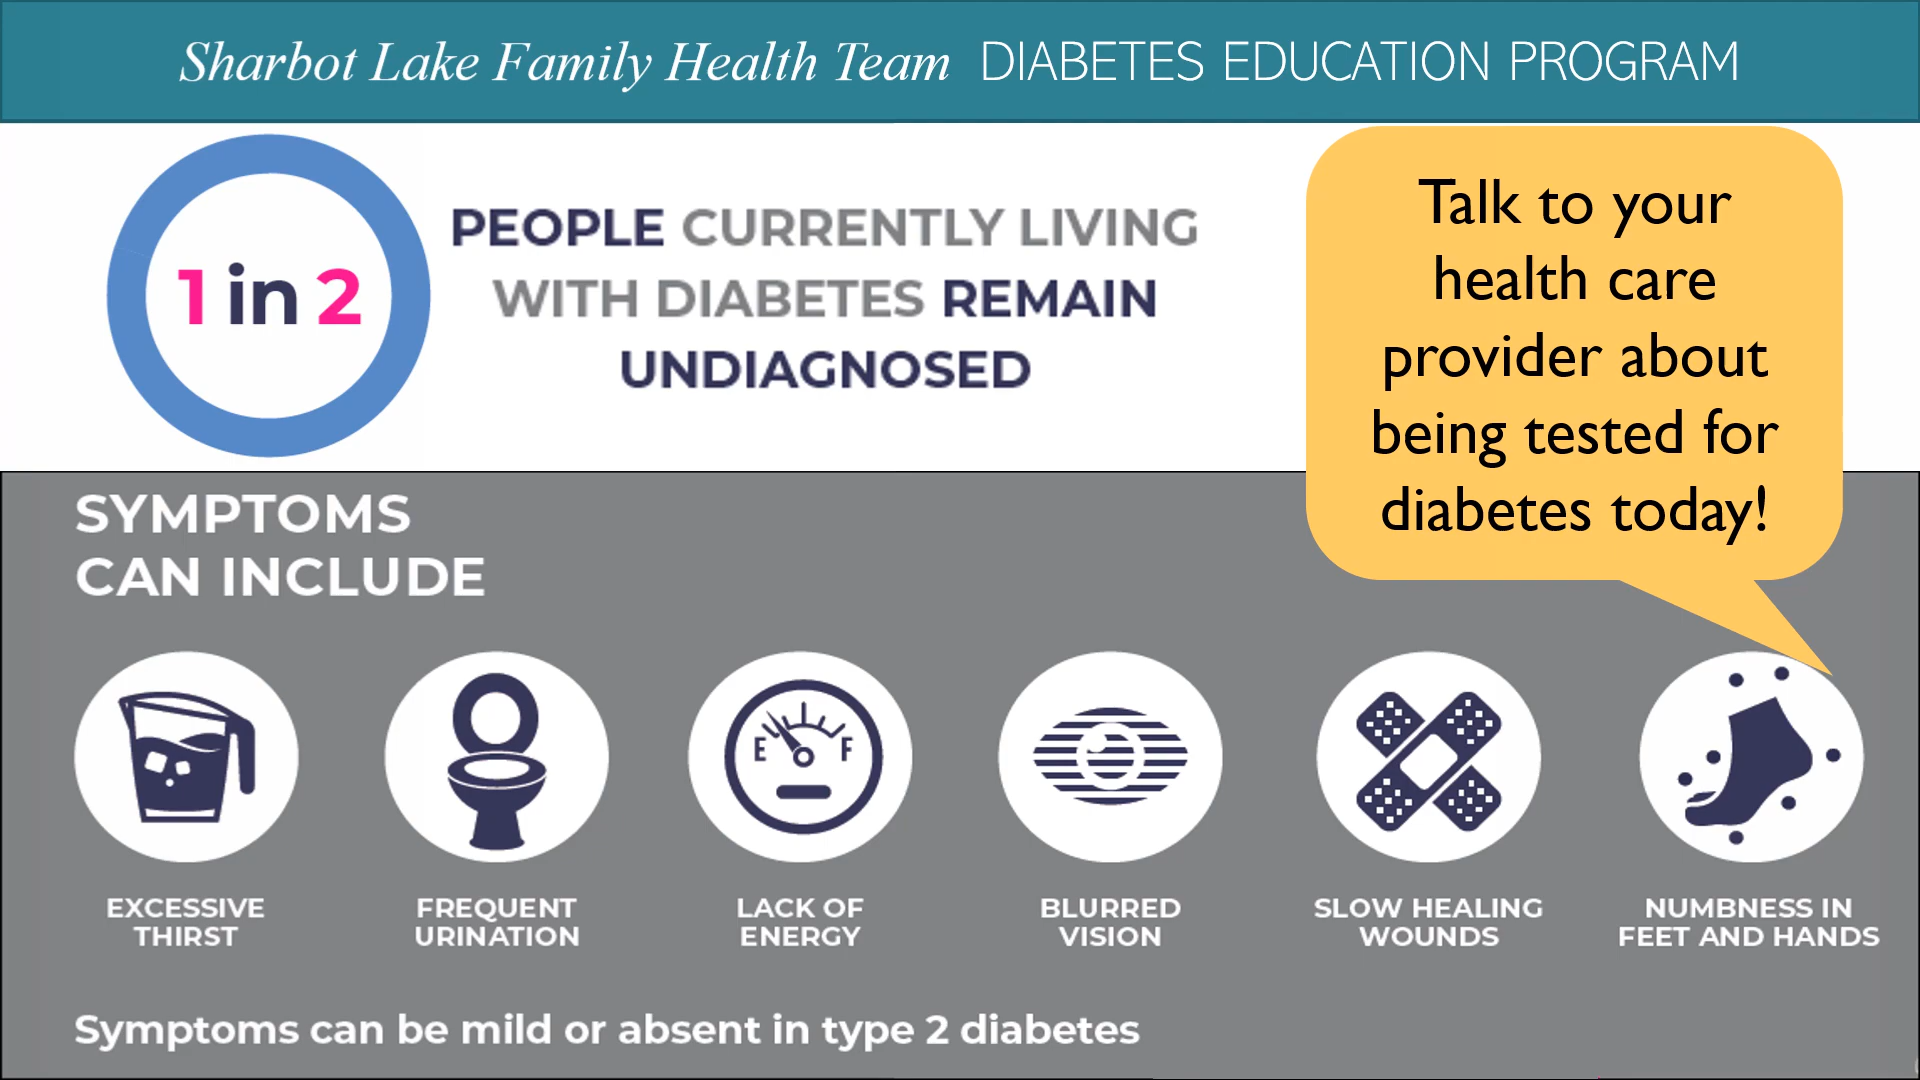 Sharbot Lake Family Health Team DIABETES EDUCATION PROGRAM
1 in 2
PEOPLE CURRENTLY LIVING
WITH DIABETES REMAIN
UNDIAGNOSED
Talk to your
health care
provider about
being tested for
diabetes today!
SYMPTOMS
CAN INCLUDE
E F
EXCESSIVE
THIRST
FREQUENT
URINATION
LACK OF
ENERGY
BLURRED
VISION
SLOW HEALING
WOUNDS
NUMBNESS IN
FEET AND HANDS
Symptoms can be mild or absent in type 2 diabetes